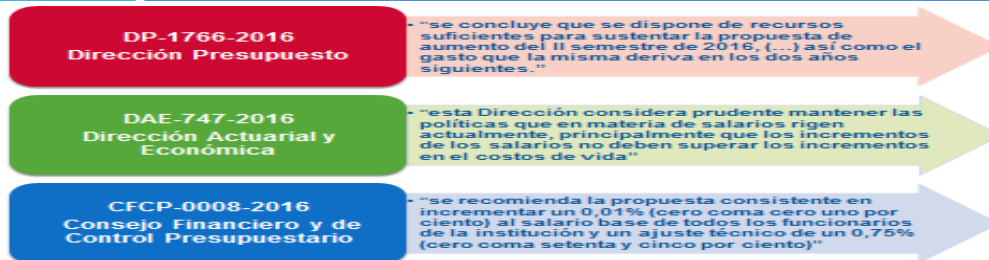 DP-1766-2016
Dirección Presupuesto
• “se concluye que se dispone de recursos
suficientes para sustentar la propuesta de
aumento del II semestre de 2016, (...) así como el
gasto que la misma deriva en los dos años
siguientes.”
DAE-747-2016
Dirección Actuarial y
Económica
• “esta Dirección considera prudente mantener las
políticas que en materia de salarios rigen
actualmente, principalmente que los incrementos
de los salarios no deben superar los incrementos
en el costos de vida”
CFCP-0008-2016
Consejo Financiero y de
Control Presupuestario
• “se recomienda la propuesta consistente en
incrementar un 0,01% (cero coma cero uno por
ciento) al salario base de todos los funcionarios
de la institución y un ajuste técnico de un 0,75%
(cero coma setenta y cinco por ciento)”